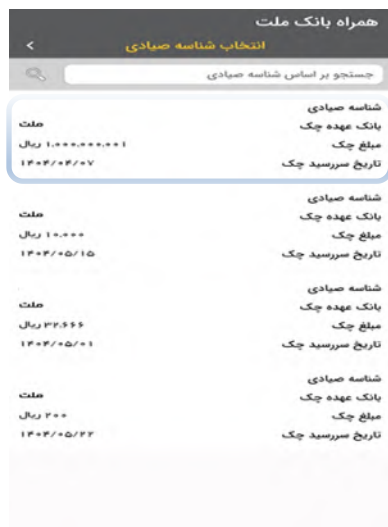 همراه بانک ملت
انتخاب شناسه صیادی
جستجو بر اساس شناسه صیادی
شناسه صیادی
بانک عهده چک ملت
مبلغ چک ۱.۰۰۰.۰۰۰.۰۰۱ ریال
تاریخ سررسید چک ۱۴۰۴/۰۴/۰۷
شناسه صیادی
بانک عهده چک ملت
مبلغ چک ۱۰.۰۰۰ ریال
تاریخ سررسید چک ۱۴۰۴/۰۵/۱۵
شناسه صیادی
بانک عهده چک ملت
مبلغ چک ۳۲.۶۶۶ ریال
تاریخ سررسید چک ۱۴۰۴/۰۵/۰۱
شناسه صیادی
بانک عهده چک ملت
مبلغ چک ۲۰۰ ریال
تاریخ سررسید چک ۱۴۰۴/۰۵/۲۲